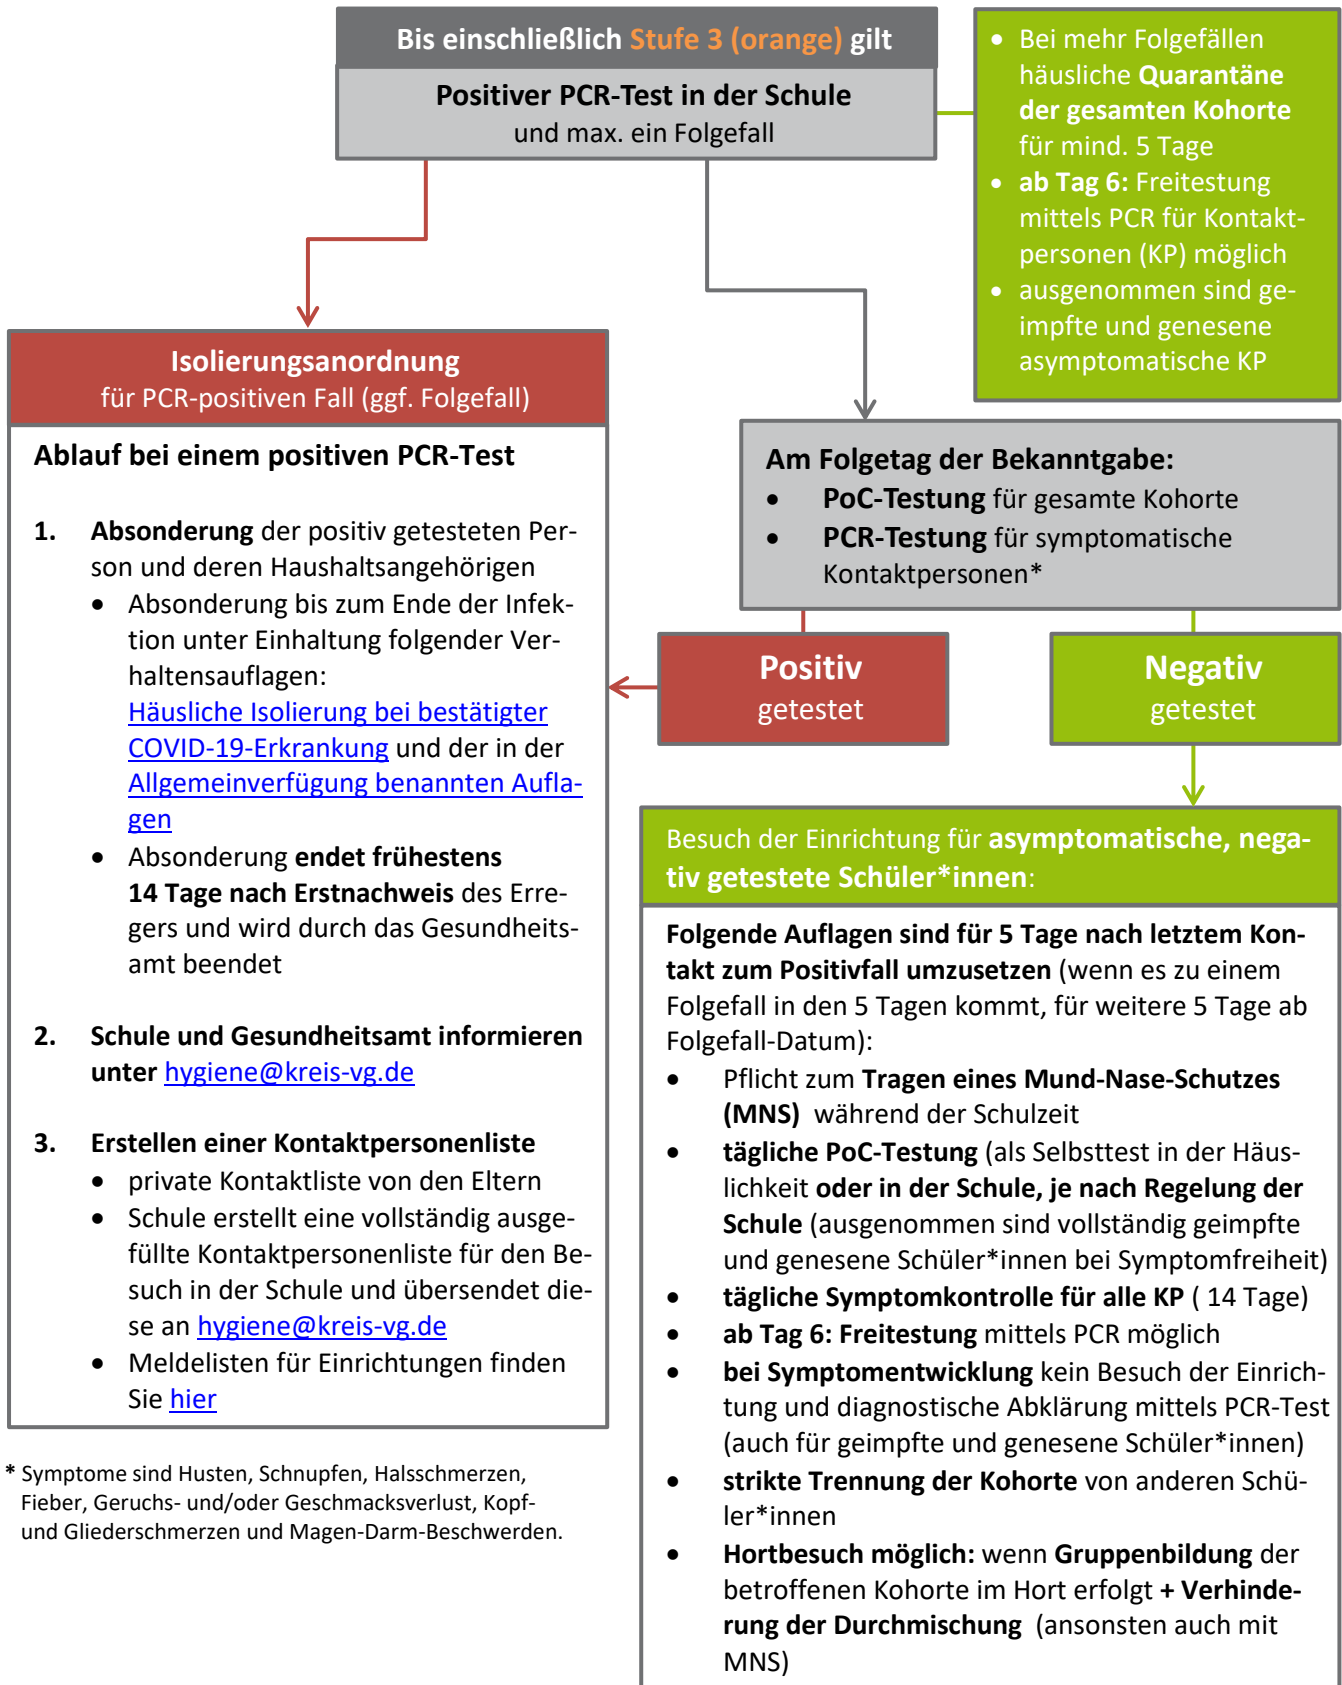 Bis einschließlich Stufe 3 (orange) gilt
Positiver PCR-Test in der Schule
und max. ein Folgefall
• Bei mehr Folgefällen
häusliche Quarantäne
der gesamten Kohorte
für mind. 5 Tage
• ab Tag 6: Freitestung
mittels PCR für Kontakt-
personen (KP) möglich
• ausgenommen sind ge-
impfte und genesene
asymptomatische KP
Isolierungsanordnung
für PCR-positiven Fall (ggf. Folgefall)
Ablauf bei einem positiven PCR-Test
1. Absonderung der positiv getesteten Per-
son und deren Haushaltsangehörigen
• Absonderung bis zum Ende der Infek-
tion unter Einhaltung folgender Ver-
haltensauflagen:
Häusliche Isolierung bei bestätigter
COVID-19-Erkrankung und der in der
Allgemeinverfügung benannten Aufla-
gen
• Absonderung endet frühestens
14 Tage nach Erstnachweis des Erre-
gers und wird durch das Gesundheits-
amt beendet
2. Schule und Gesundheitsamt informieren
unter hygiene@kreis-vg.de
3. Erstellen einer Kontaktpersonenliste
• private Kontaktliste von den Eltern
• Schule erstellt eine vollständig ausge-
füllte Kontaktpersonenliste für den Be-
such in der Schule und übersendet die-
se an hygiene@kreis-vg.de
• Meldelisten für Einrichtungen finden
Sie hier
* Symptome sind Husten, Schnupfen, Halsschmerzen,
Fieber, Geruchs- und/oder Geschmacksverlust, Kopf-
und Gliederschmerzen und Magen-Darm-Beschwerden.
Am Folgetag der Bekanntgabe:
• PoC-Testung für gesamte Kohorte
• PCR-Testung für symptomatische
Kontaktpersonen*
Positiv
getestet
Negativ
getestet
Besuch der Einrichtung für asymptomatische, nega-
tiv getestete Schüler*innen:
Folgende Auflagen sind für 5 Tage nach letztem Kon-
takt zum Positivfall umzusetzen (wenn es zu einem
Folgefall in den 5 Tagen kommt, für weitere 5 Tage ab
Folgefall-Datum):
• Pflicht zum Tragen eines Mund-Nase-Schutzes
(MNS) während der Schulzeit
• tägliche PoC-Testung (als Selbsttest in der Häus-
lichkeit oder in der Schule, je nach Regelung der
Schule (ausgenommen sind vollständig geimpfte
und genesene Schüler*innen bei Symptomfreiheit)
• tägliche Symptomkontrolle für alle KP ( 14 Tage)
• ab Tag 6: Freitestung mittels PCR möglich
• bei Symptomentwicklung kein Besuch der Einrich-
tung und diagnostische Abklärung mittels PCR-Test
(auch für geimpfte und genesene Schüler*innen)
• strikte Trennung der Kohorte von anderen Schü-
ler*innen
• Hortbesuch möglich: wenn Gruppenbildung der
betroffenen Kohorte im Hort erfolgt + Verhinde-
rung der Durchmischung (ansonsten auch mit
MNS)